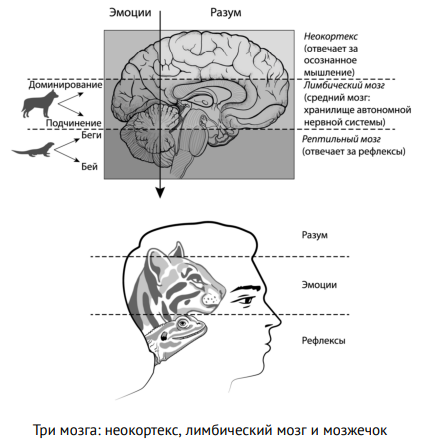 Эмоции
Разум
Неокортекс
(отвечает за
осознанное
мышление)
Доминирование
Подчинение
Лимбический мозг
(средний мозг:
хранилище автономной
нервной системы)
Беги
Бей
Рептильный мозг
(отвечает за рефлексы)
Разум
Эмоции
Рефлексы
Три мозга: неокортекс, лимбический мозг и мозжечок